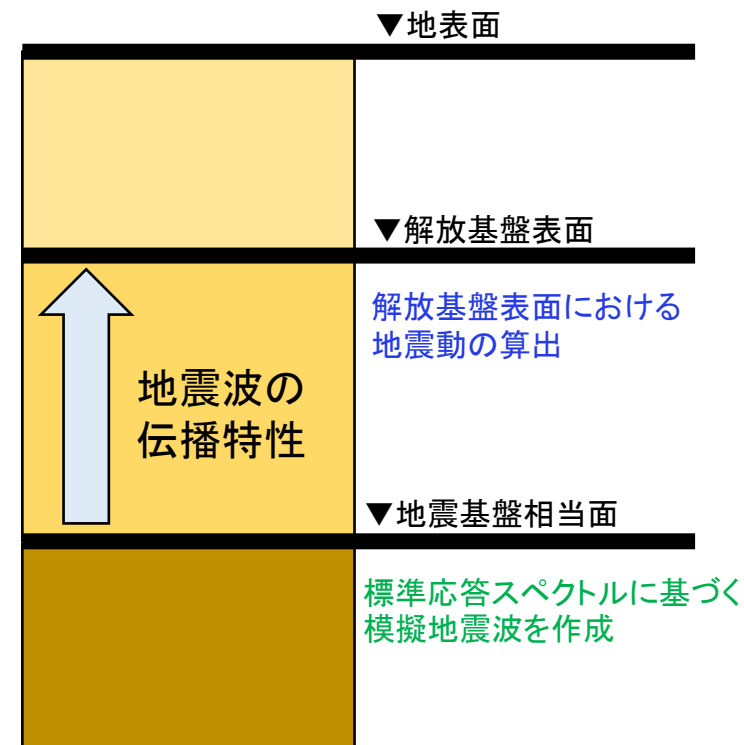 ▼地表面
▼解放基盤表面
解放基盤表面における
地震動の算出
地震波の
伝播特性
▼地震基盤相当面
標準応答スペクトルに基づく
模擬地震波を作成